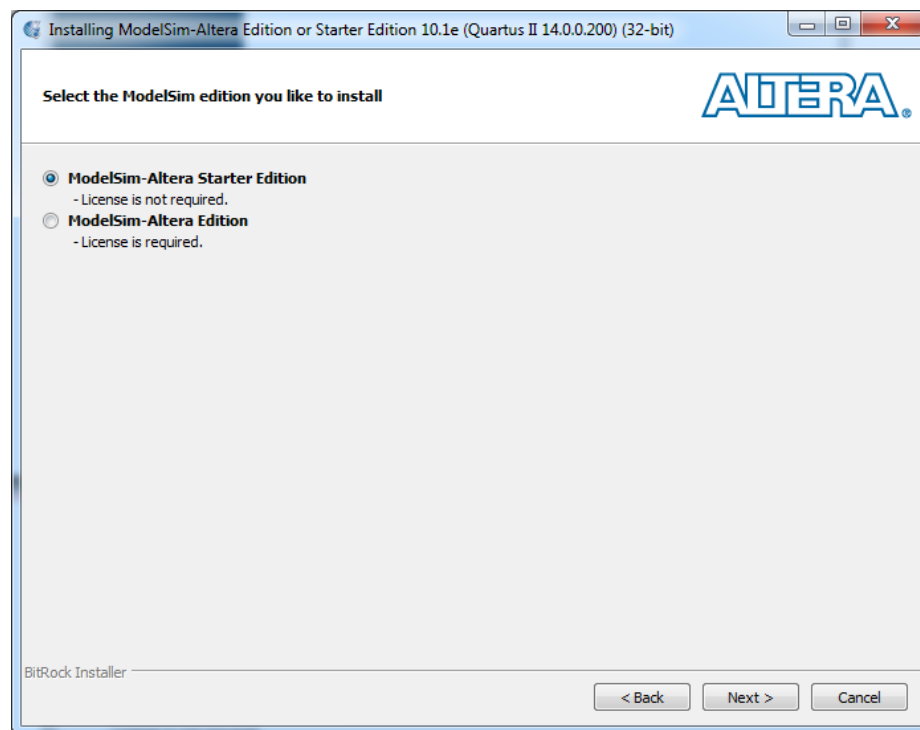 Installing ModelSim-Altera Edition or Starter Edition 10.1e (Quartus II 14.0.0.200) (32-bit)
Select the ModelSim edition you like to install
ALTERA®
ModelSim-Altera Starter Edition
- License is not required.
ModelSim-Altera Edition
- License is required.
BitRock Installer
< Back
Next >
Cancel